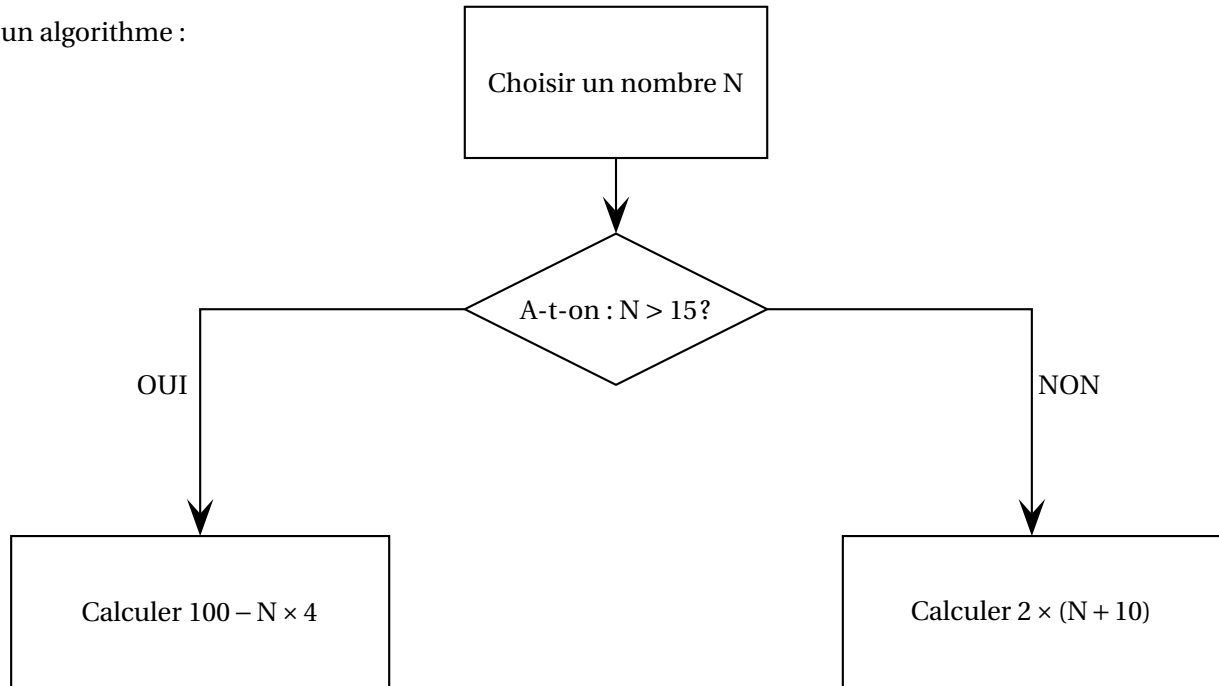 un algorithme :
Choisir un nombre N
A-t-on : N > 15?
OUI
NON
Calculer 100 – N × 4
Calculer 2 × (N + 10)